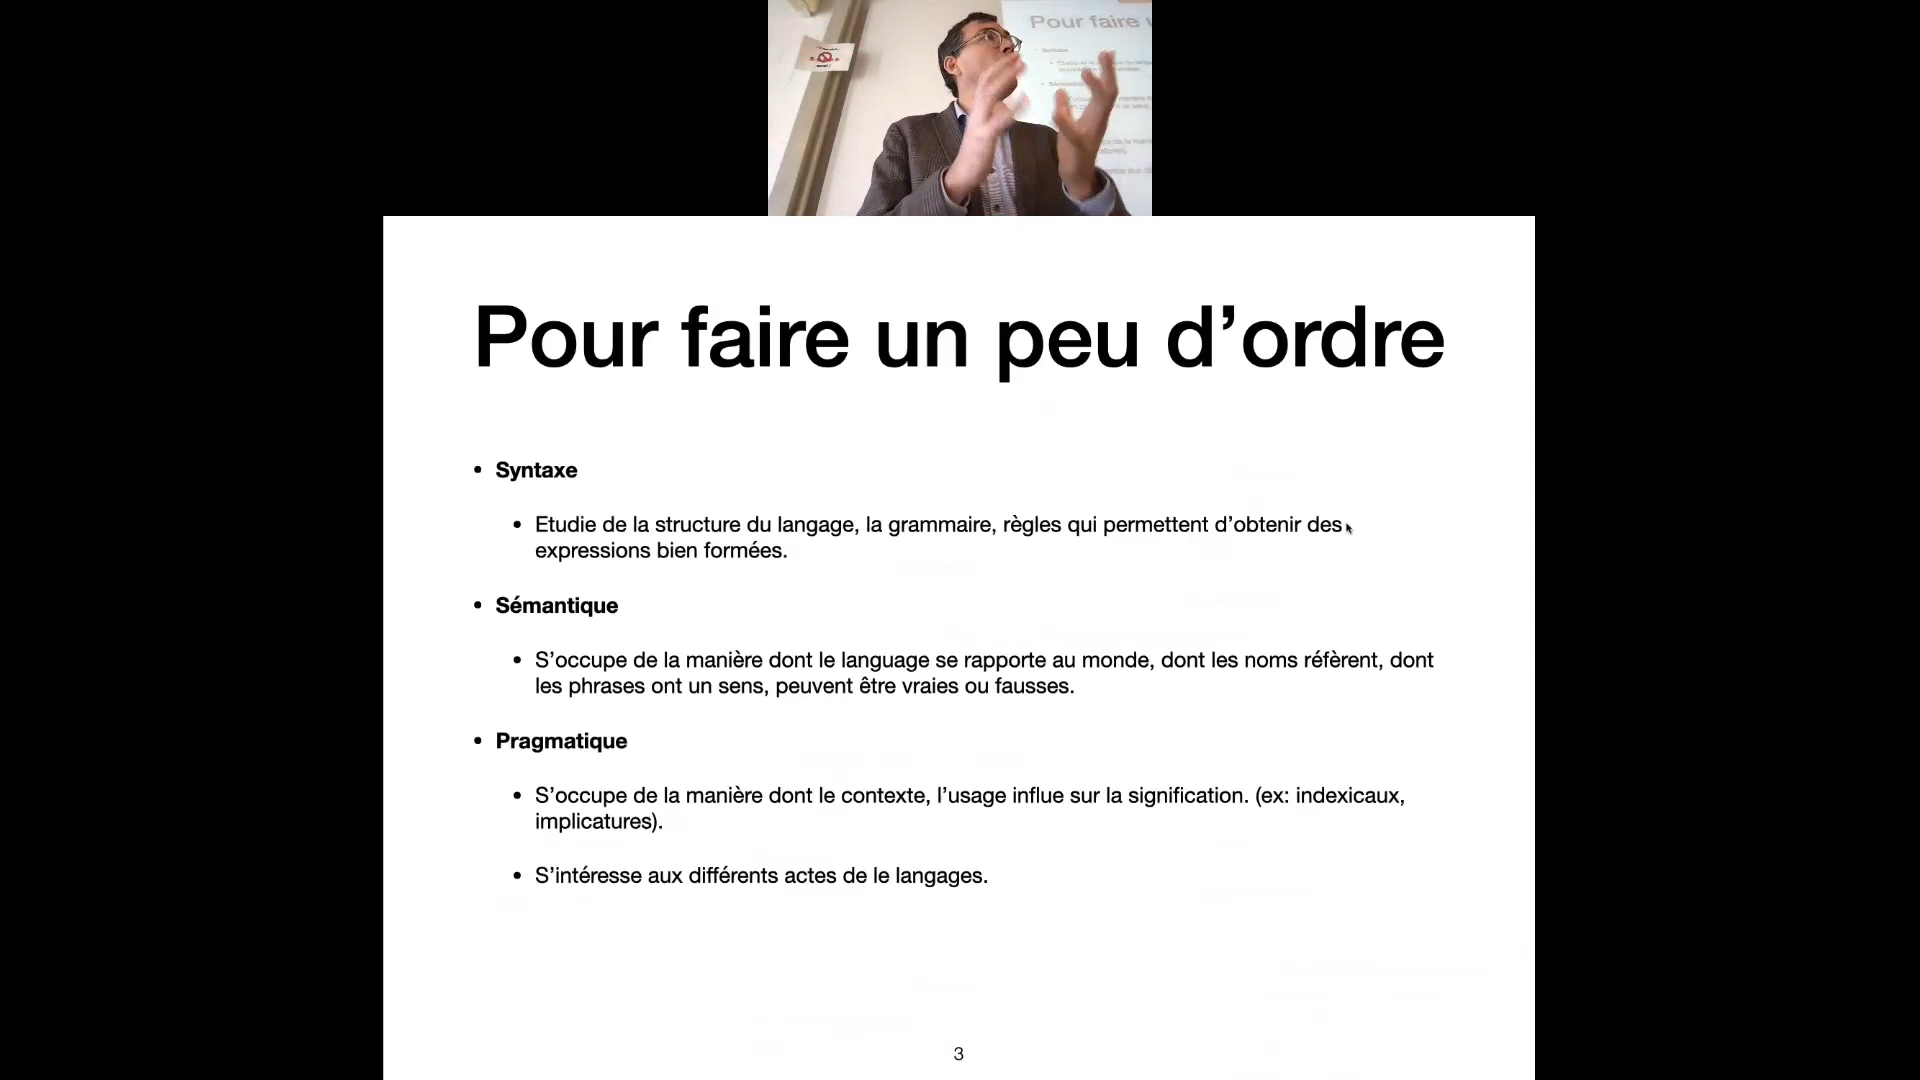 Pour faire
Syntaxe
Pour faire un peu d’ordre
• Syntaxe
• Etudie de la structure du langage, la grammaire, règles qui permettent d’obtenir des
expressions bien formées.
• Sémantique
• S’occupe de la manière dont le language se rapporte au monde, dont les noms réfèrent, dont
les phrases ont un sens, peuvent être vraies ou fausses.
• Pragmatique
• S’occupe de la manière dont le contexte, l’usage influe sur la signification. (ex: indexicaux,
implicatures).
• S’intéresse aux différents actes de le langages.
3